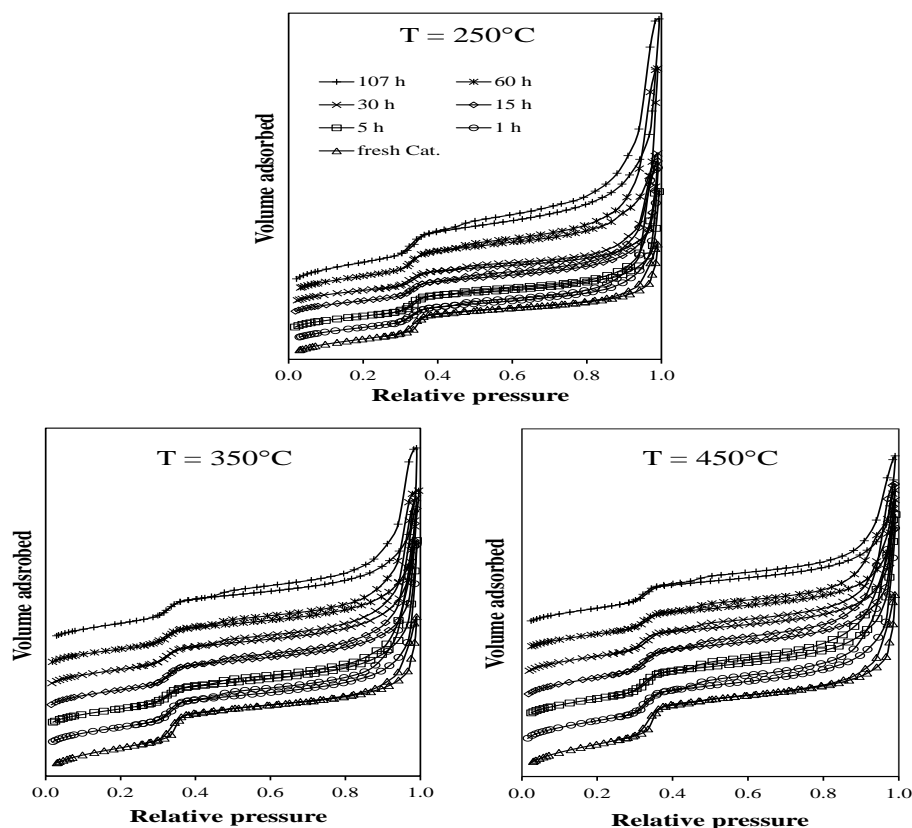 T = 250°C
107 h 60 h
30 h 15 h
5 h 1 h
fresh Cat.
Volume adsorbed
0.0 0.2 0.4 0.6 0.8 1.0
Relative pressure
T = 350°C
Volume adsrobed
0.0 0.2 0.4 0.6 0.8 1.0
Relative pressure
T = 450°C
Volume adsorbed
0.0 0.2 0.4 0.6 0.8 1.0
Relative pressure